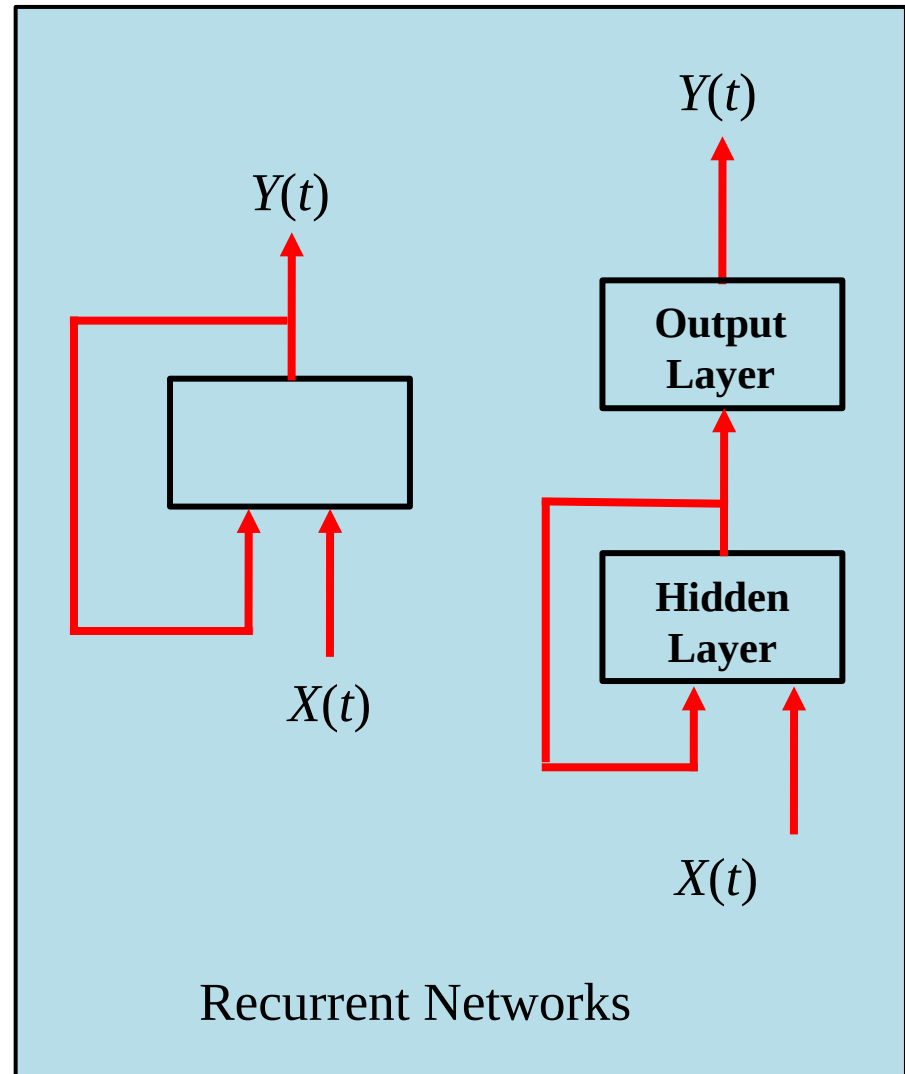 Y(t)
X(t)
Y(t)
Output
Layer
Hidden
Layer
X(t)
Recurrent Networks